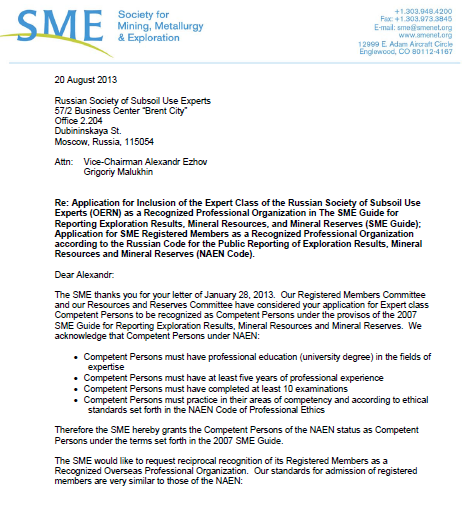 SME
Society for
Mining, Metallurgy
& Exploration
+1.303.948.4200
Fax: +1.303.973.3845
E-mail: sme@smenet.org
www.smenet.org
12999 E. Adam Aircraft Circle
Englewood, CO 80112-4167
20 August 2013
Russian Society of Subsoil Use Experts
57/2 Business Center "Brent City"
Office 2.204
Dubininskaya St.
Moscow, Russia, 115054
Attn: Vice-Chairman Alexandr Ezhov
Grigoriy Malukhin
Re: Application for Inclusion of the Expert Class of the Russian Society of Subsoil Use
Experts (OERN) as a Recognized Professional Organization in The SME Guide for
Reporting Exploration Results, Mineral Resources, and Mineral Reserves (SME Guide);
Application for SME Registered Members as a Recognized Professional Organization
according to the Russian Code for the Public Reporting of Exploration Results, Mineral
Resources and Mineral Reserves (NAEN Code).
Dear Alexandr:
The SME thanks you for your letter of January 28, 2013. Our Registered Members Committee
and our Resources and Reserves Committee have considered your application for Expert class
Competent Persons to be recognized as Competent Persons under the provisos of the 2007
SME Guide for Reporting Exploration Results, Mineral Resources and Mineral Reserves. We
acknowledge that Competent Persons under NAEN:
• Competent Persons must have professional education (university degree) in the fields of
expertise
• Competent Persons must have at least five years of professional experience
• Competent Persons must have completed at least 10 examinations
• Competent Persons must practice in their areas of competency and according to ethical
standards set forth in the NAEN Code of Professional Ethics
Therefore the SME hereby grants the Competent Persons of the NAEN status as Competent
Persons under the terms set forth in the 2007 SME Guide.
The SME would like to request reciprocal recognition of its Registered Members as a
Recognized Overseas Professional Organization. Our standards for admission of registered
members are very similar to those of the NAEN: